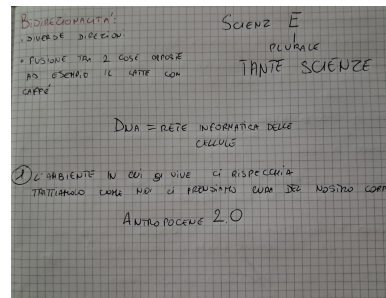 BIDIREZIONALITÀ:
• DIVERSE DIREZIONI
• FUSIONE TRA 2 COSE OPPOSTE
AD ESEMPIO IL LATTE CON
CAFFÈ
SCIENZ E
PLURALE
TANTE SCIENZE
DNA = RETE INFORMATICA DELLE
CELLULE
1 L'AMBIENTE IN CUI SI VIVE CI RISPECCHIA
TRATTIAMOLO COME NOI CI PRENDIAMO CURA DEL NOSTRO CORP
ANTROPOCENE 2.0